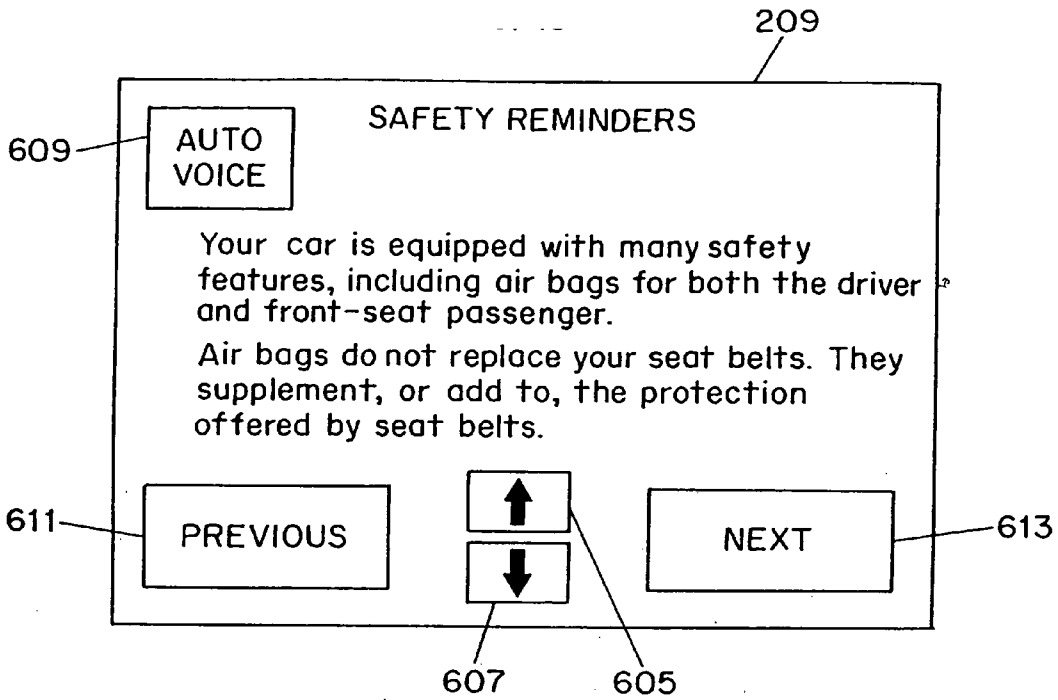 209
SAFETY REMINDERS
609
AUTO
VOICE
Your car is equipped with many safety
features, including air bags for both the driver
and front-seat passenger.
Air bags do not replace your seat belts. They
supplement, or add to, the protection
offered by seat belts.
611
PREVIOUS
NEXT
613
607
605